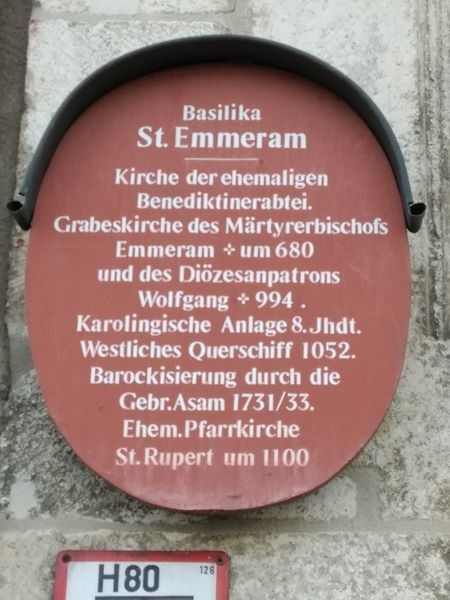 Basilika
St. Emmeram
Kirche der ehemaligen
Benediktinerabtei.
Grabeskirche des Märtyrerbischofs
Emmeram ✢ um 680
und des Diözesanpatrons
Wolfgang ✢ 994 .
Karolingische Anlage 8. Jhdt.
Westliches Querschiff 1052.
Barockisierung durch die
Gebr. Asam 1731/33.
Ehem. Pfarrkirche
St. Rupert um 1100
H80 126